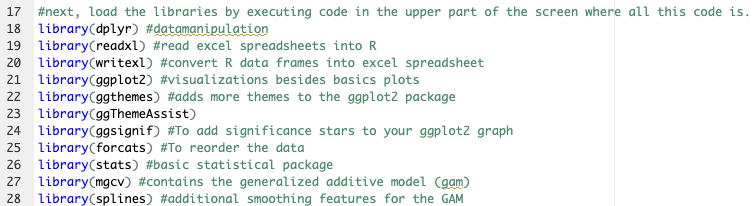 17 #next, load the libraries by executing code in the upper part of the screen where all this code is.
18 library(dplyr) #datamanipulation
19 library(readxl) #read excel spreadsheets into R
20 library(writexl) #convert R data frames into excel spreadsheet
21 library(ggplot2) #visualizations besides basics plots
22 library(ggthemes) #adds more themes to the ggplot2 package
23 library(ggThemeAssist)
24 library(ggsignif) #To add significance stars to your ggplot2 graph
25 library(forcats) #To reorder the data
26 library(stats) #basic statistical package
27 library(mgcv) #contains the generalized additive model (gam)
28 library(splines) #additional smoothing features for the GAM